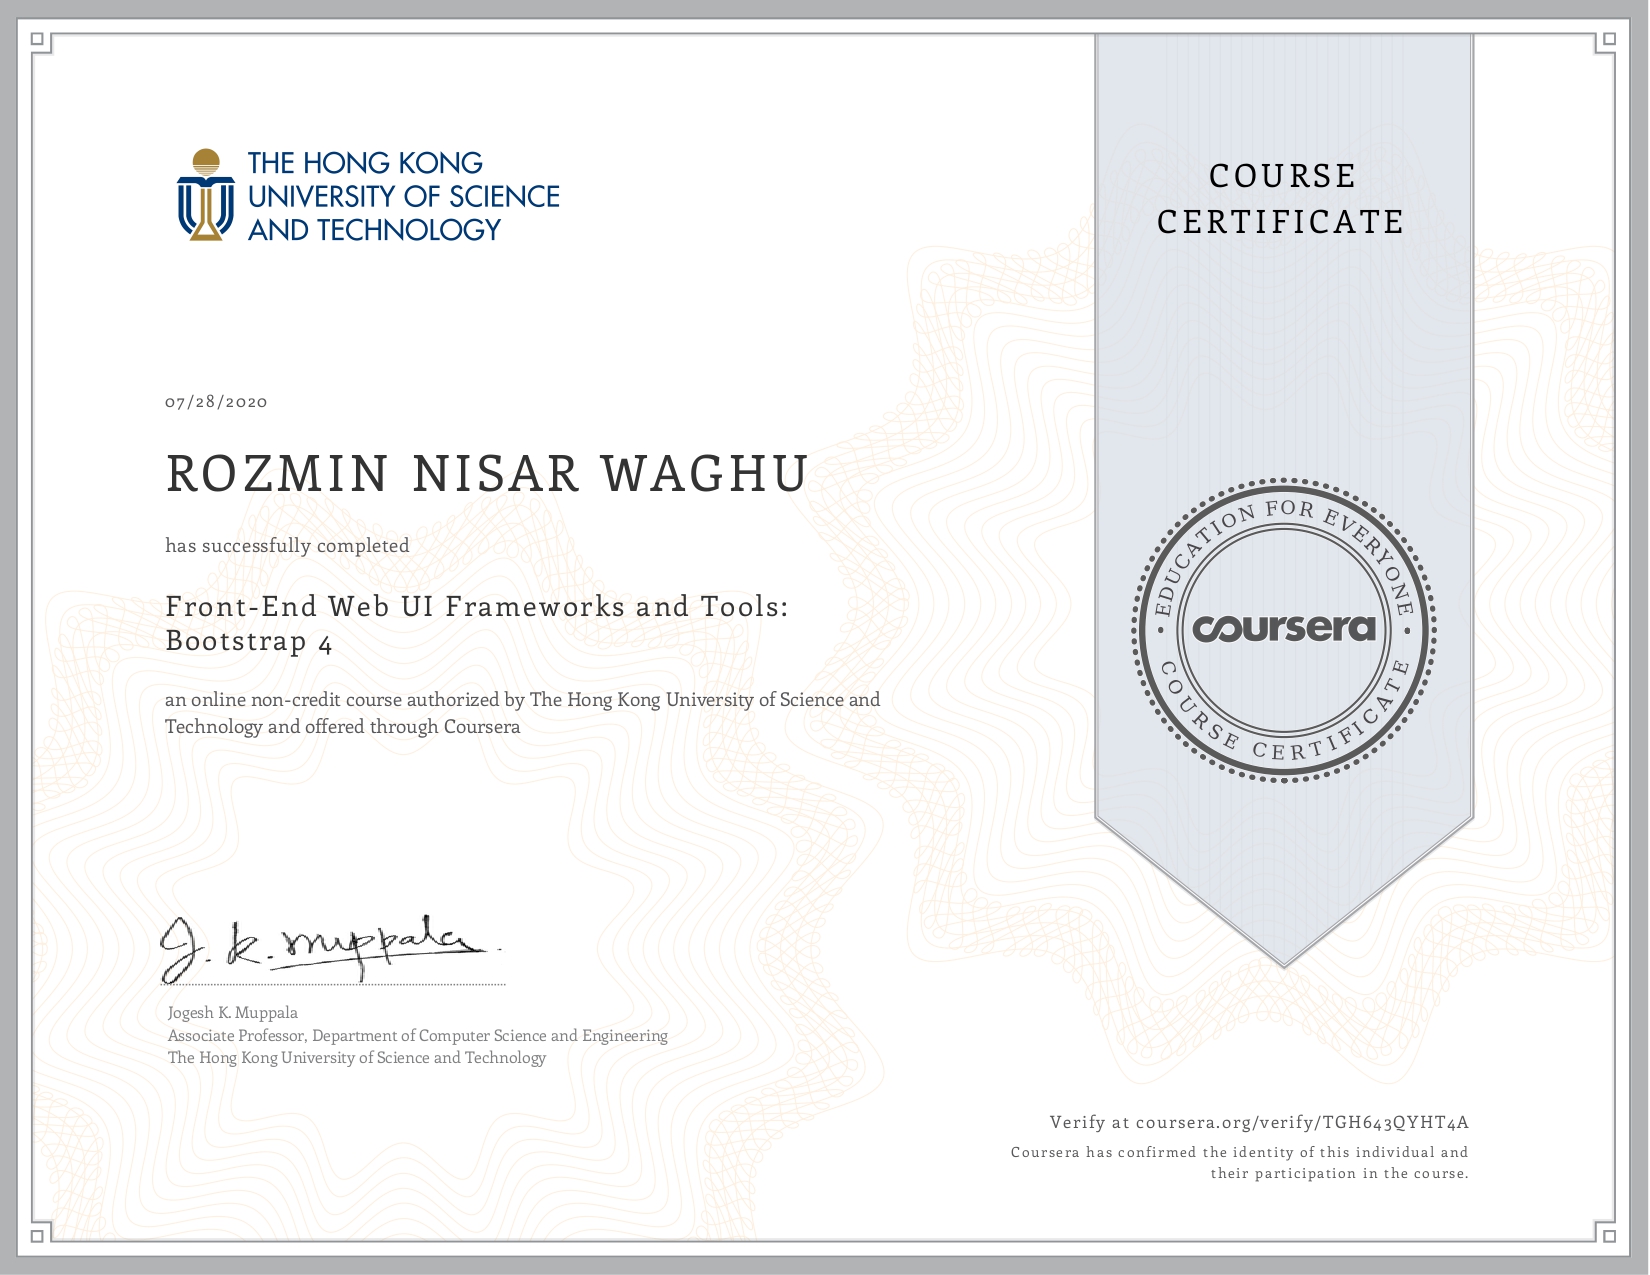 THE HONG KONG
UNIVERSITY OF SCIENCE
AND TECHNOLOGY
COURSE
CERTIFICATE
07/28/2020
ROZMIN NISAR WAGHU
has successfully completed
Front-End Web UI Frameworks and Tools:
Bootstrap 4
an online non-credit course authorized by The Hong Kong University of Science and
Technology and offered through Coursera
EDUCATION FOR EVERYONE
coursera
COURSE CERTIFICATE
J. K. Muppala
Jogesh K. Muppala
Associate Professor, Department of Computer Science and Engineering
The Hong Kong University of Science and Technology
Verify at coursera.org/verify/TGH643QYHT4A
Coursera has confirmed the identity of this individual and
their participation in the course.